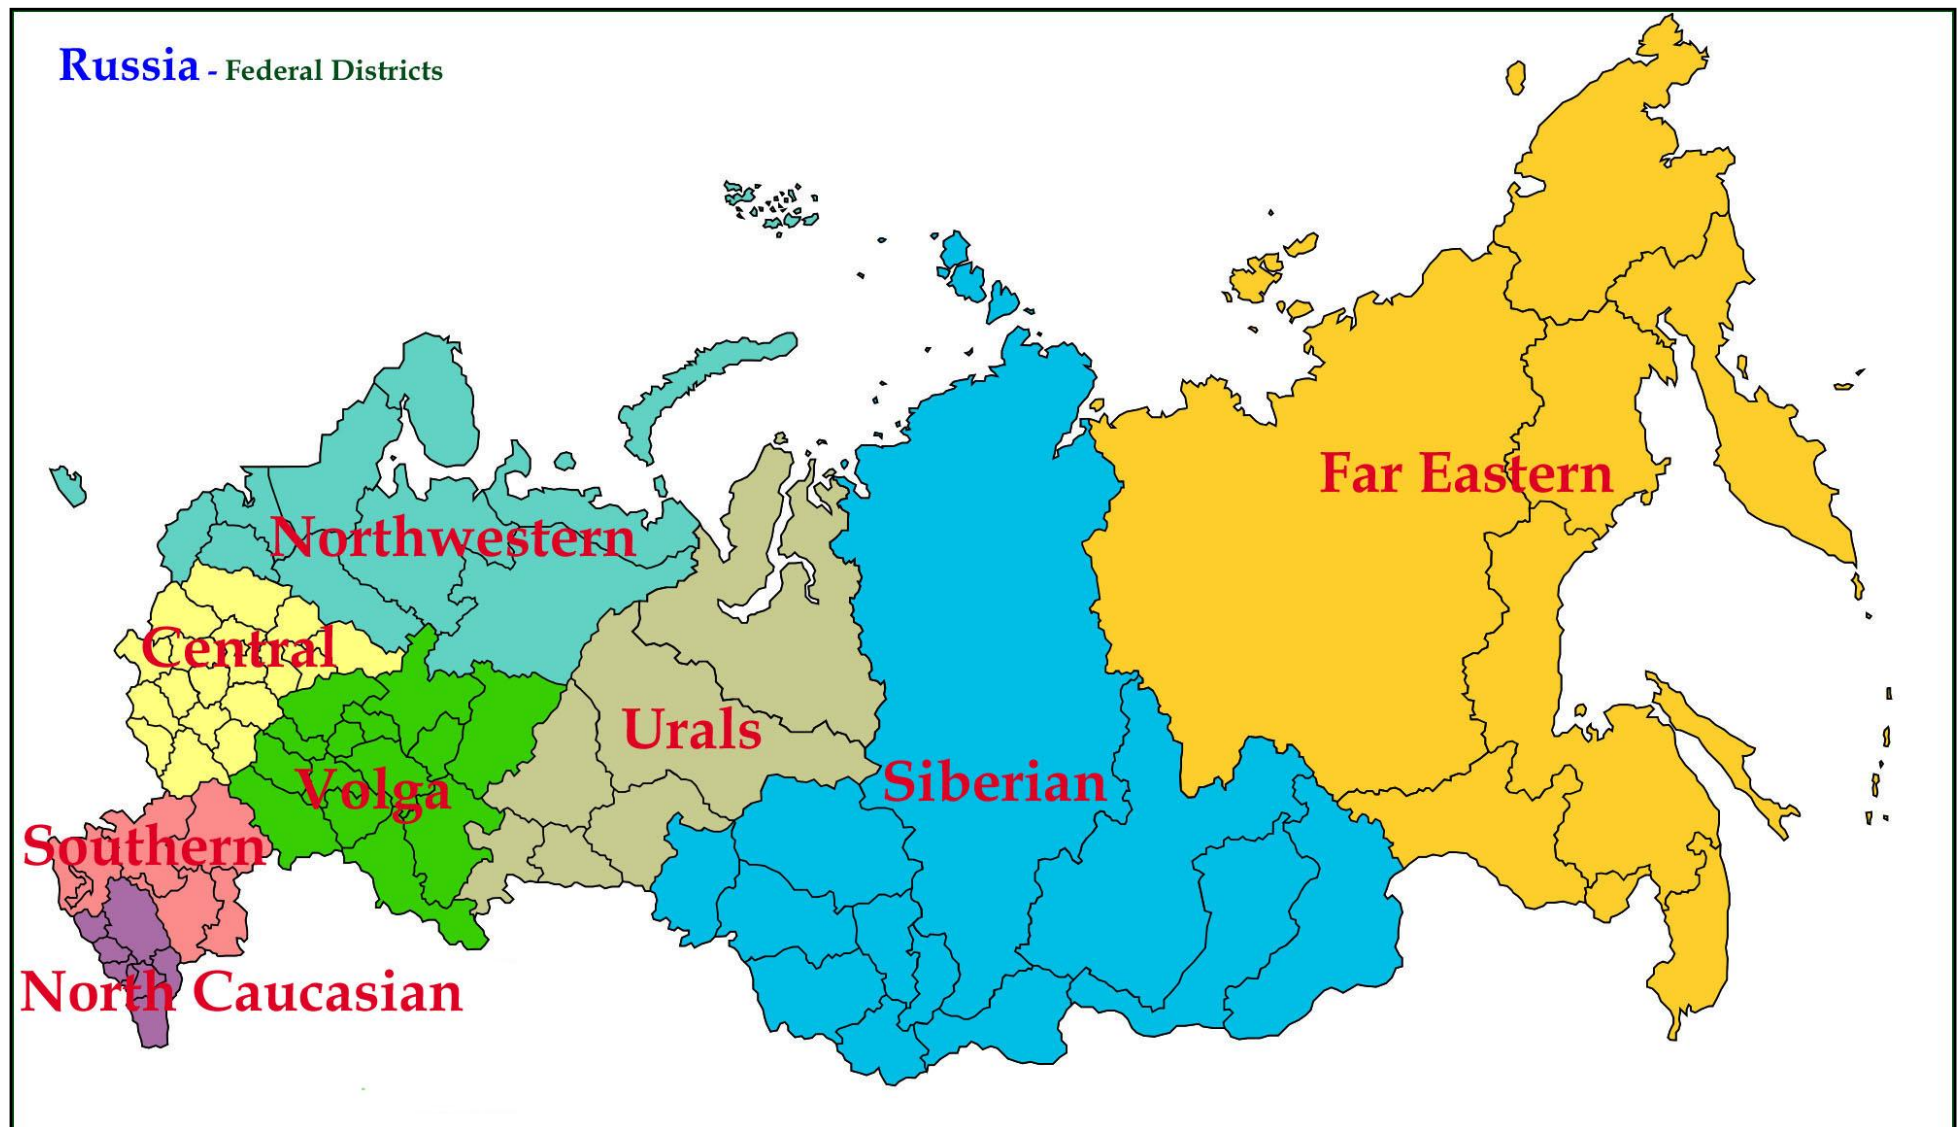 Russia - Federal Districts
Far Eastern
Northwestern
Central
Urals
Siberian
Volga
Southern
North Caucasian